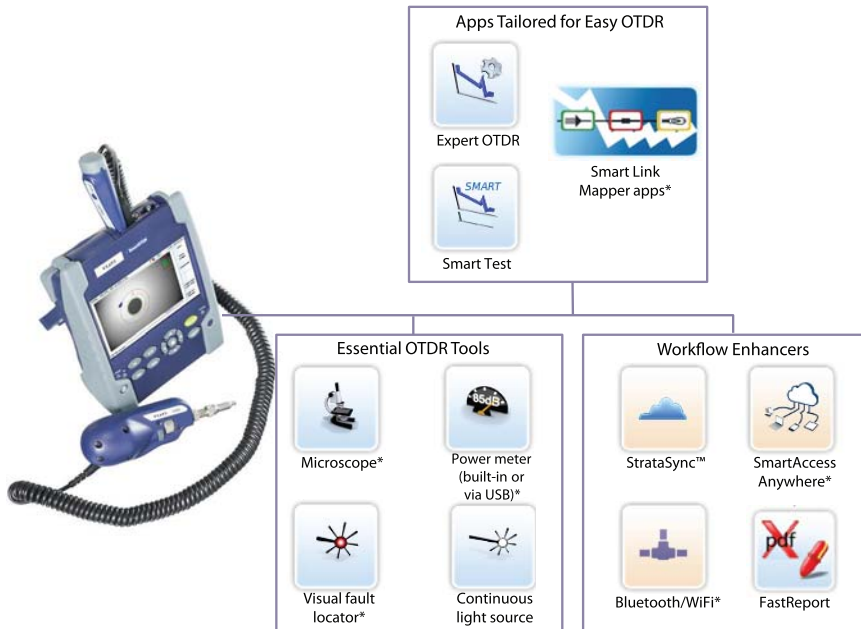 Apps Tailored for Easy OTDR
Expert OTDR
SMART
Smart Test
Smart Link
Mapper apps*
Essential OTDR Tools
Microscope*
85dB
Power meter
(built-in or
via USB)*
Visual fault
locator*
Continuous
light source
Workflow Enhancers
StrataSync™
SmartAccess
Anywhere*
Bluetooth/WiFi*
pdf
FastReport